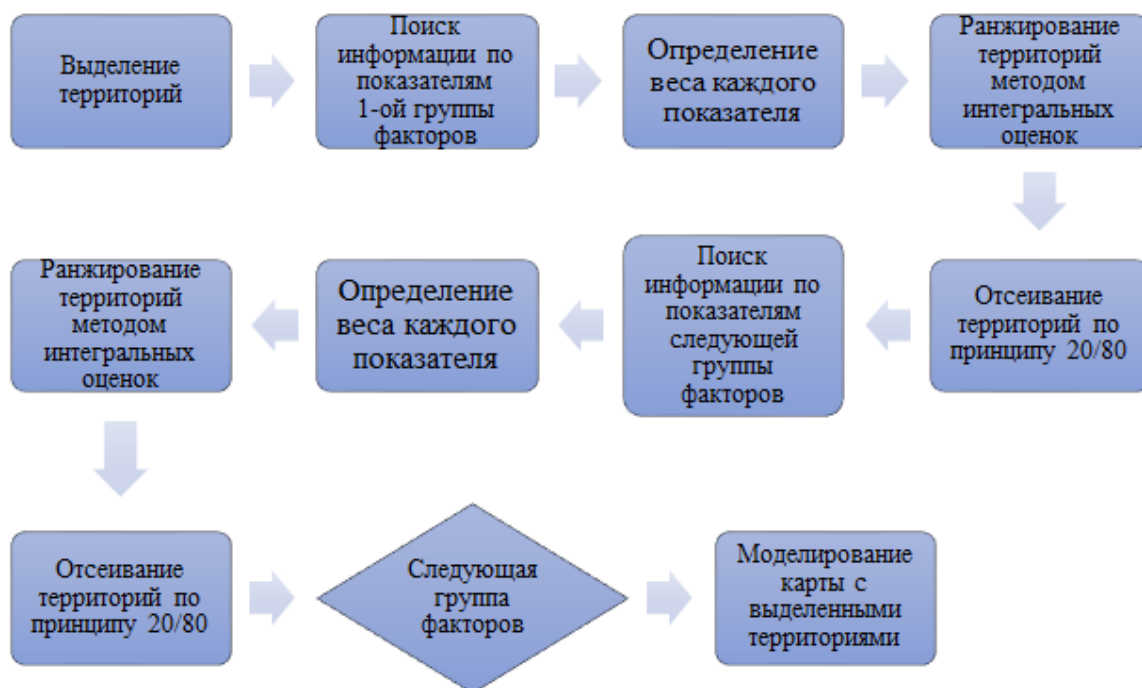 Выделение
территорий
Поиск
информации по
показателям
1-ой группы
факторов
Определение
веса каждого
показателя
Ранжирование
территорий
методом
интегральных
оценок
Отсеивание
территорий по
принципу 20/80
Поиск
информации по
показателям
следующей
группы
факторов
Определение
веса каждого
показателя
Ранжирование
территорий
методом
интегральных
оценок
Отсеивание
территорий по
принципу 20/80
Следующая
группа
факторов
Моделирование
карты с
выделенными
территориями